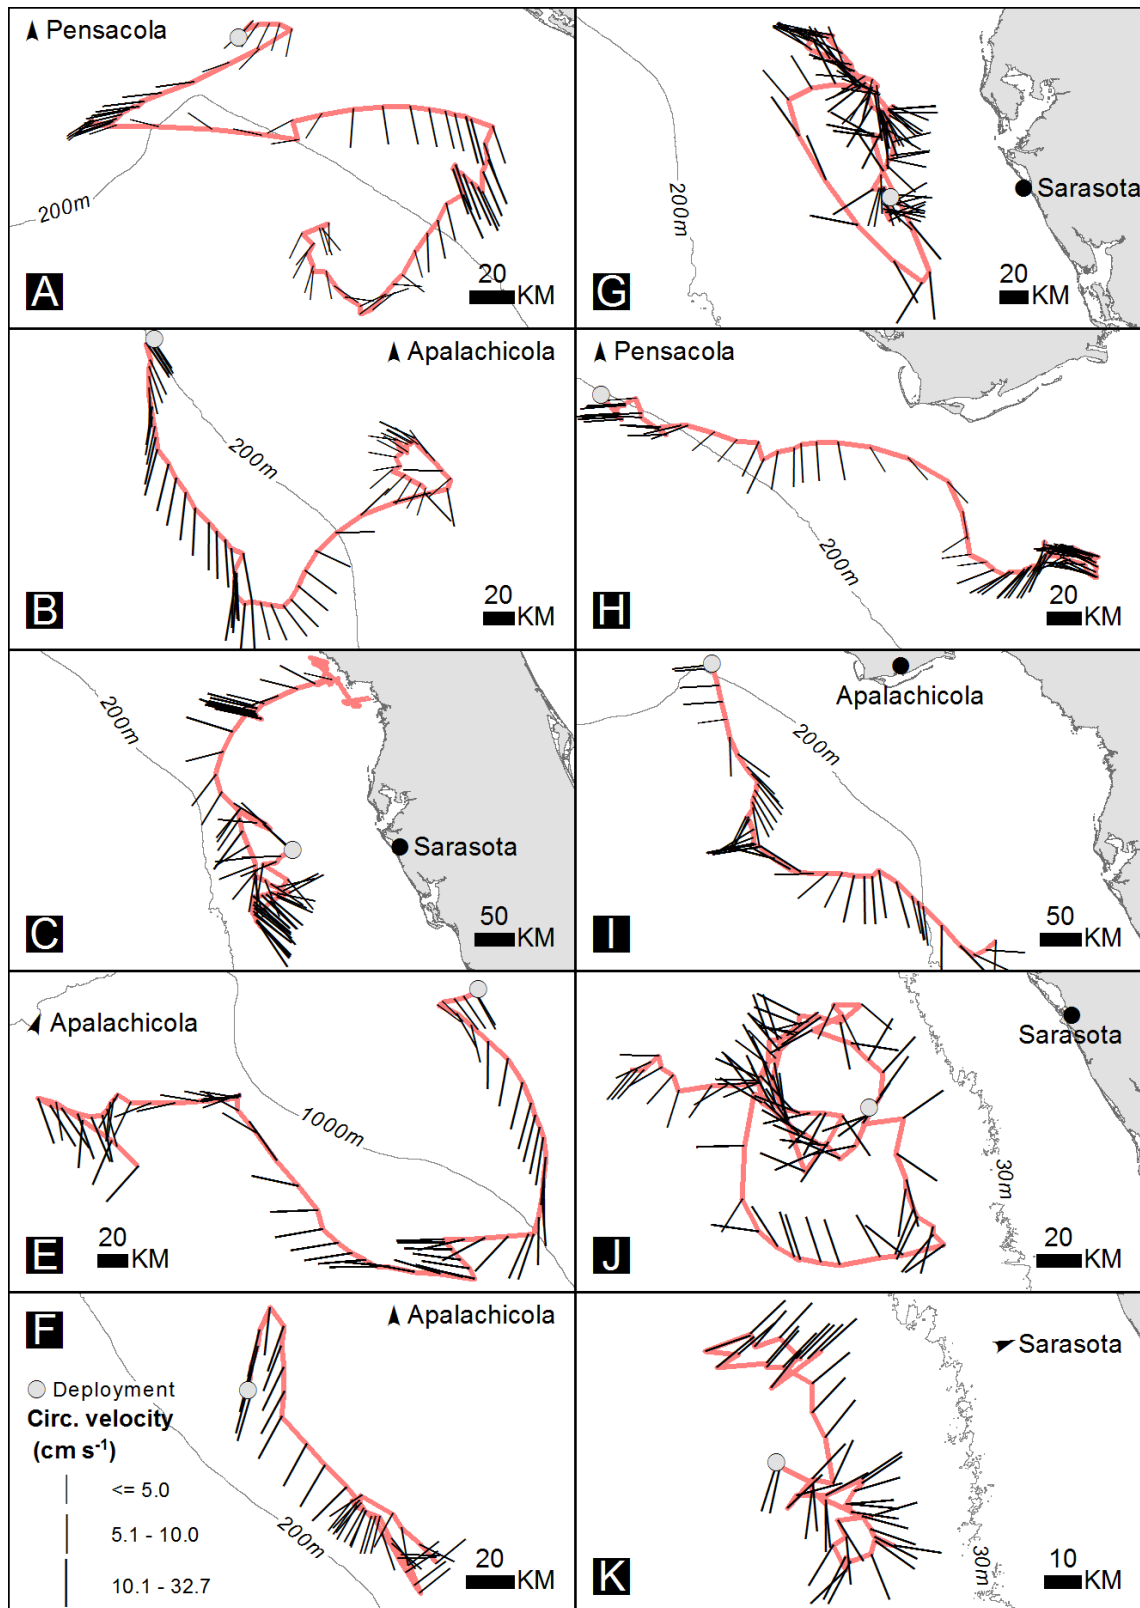 Pensacola
200m
20
KM
A
Apalachicola
200m
20
KM
B
200m
Sarasota
50
KM
C
Apalachicola
1000m
20
KM
E
F
Apalachicola
Deployment
Circ. velocity
(cm s-1)
<= 5.0
5.1 - 10.0
10.1 - 32.7
200m
20
KM
200m
Sarasota
20
KM
G
Pensacola
200m
20
KM
H
Apalachicola
200m
50
KM
I
Sarasota
30m
20
KM
J
Sarasota
30m
10
KM
K